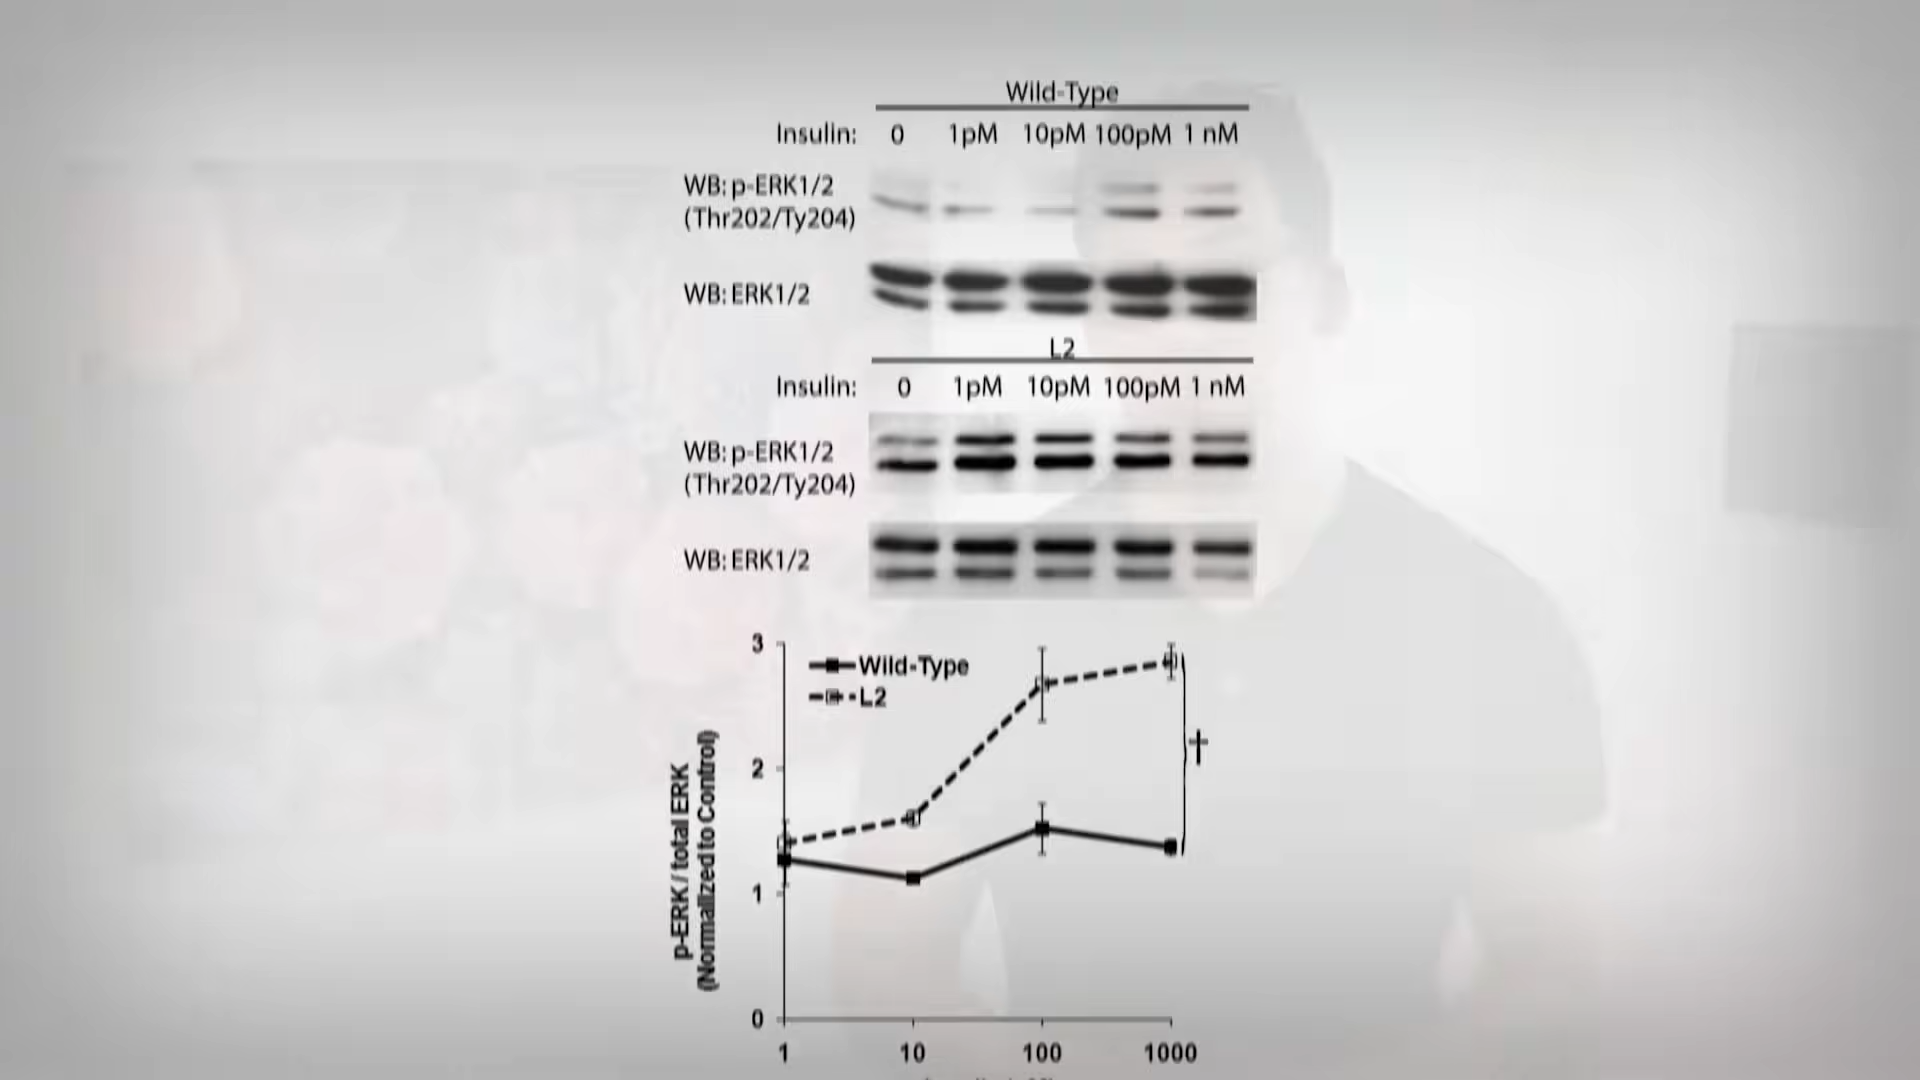 Wild-Type
Insulin: 0 1pM 10pM 100pM 1 nM
WB: p-ERK1/2
(Thr202/Ty204)
WB: ERK1/2
L2
Insulin: 0 1pM 10pM 100pM 1 nM
WB: p-ERK1/2
(Thr202/Ty204)
WB: ERK1/2
3
Wild-Type
L2
†
2
p-ERK / total ERK
(Normalized to Control)
1
0
1 10 100 1000